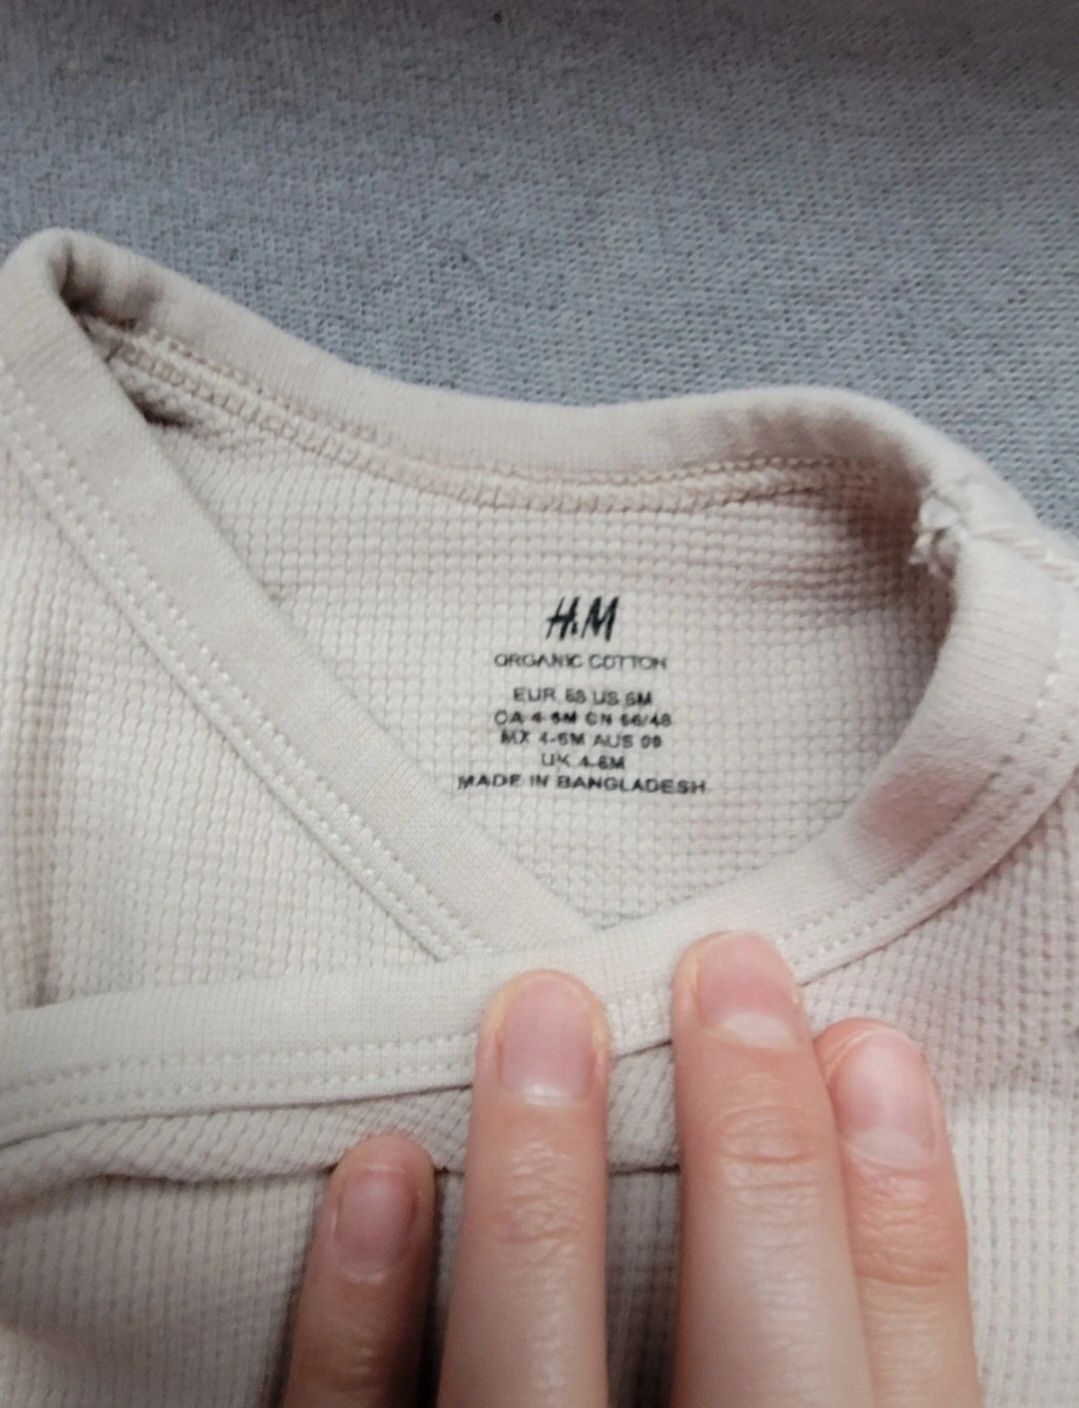 H&M
ORGANIC COTTON
EUR 68 US 6M
CA 4-6M CN 66/48
MX 4-6M AUS 00
UK 4-6M
MADE IN BANGLADESH